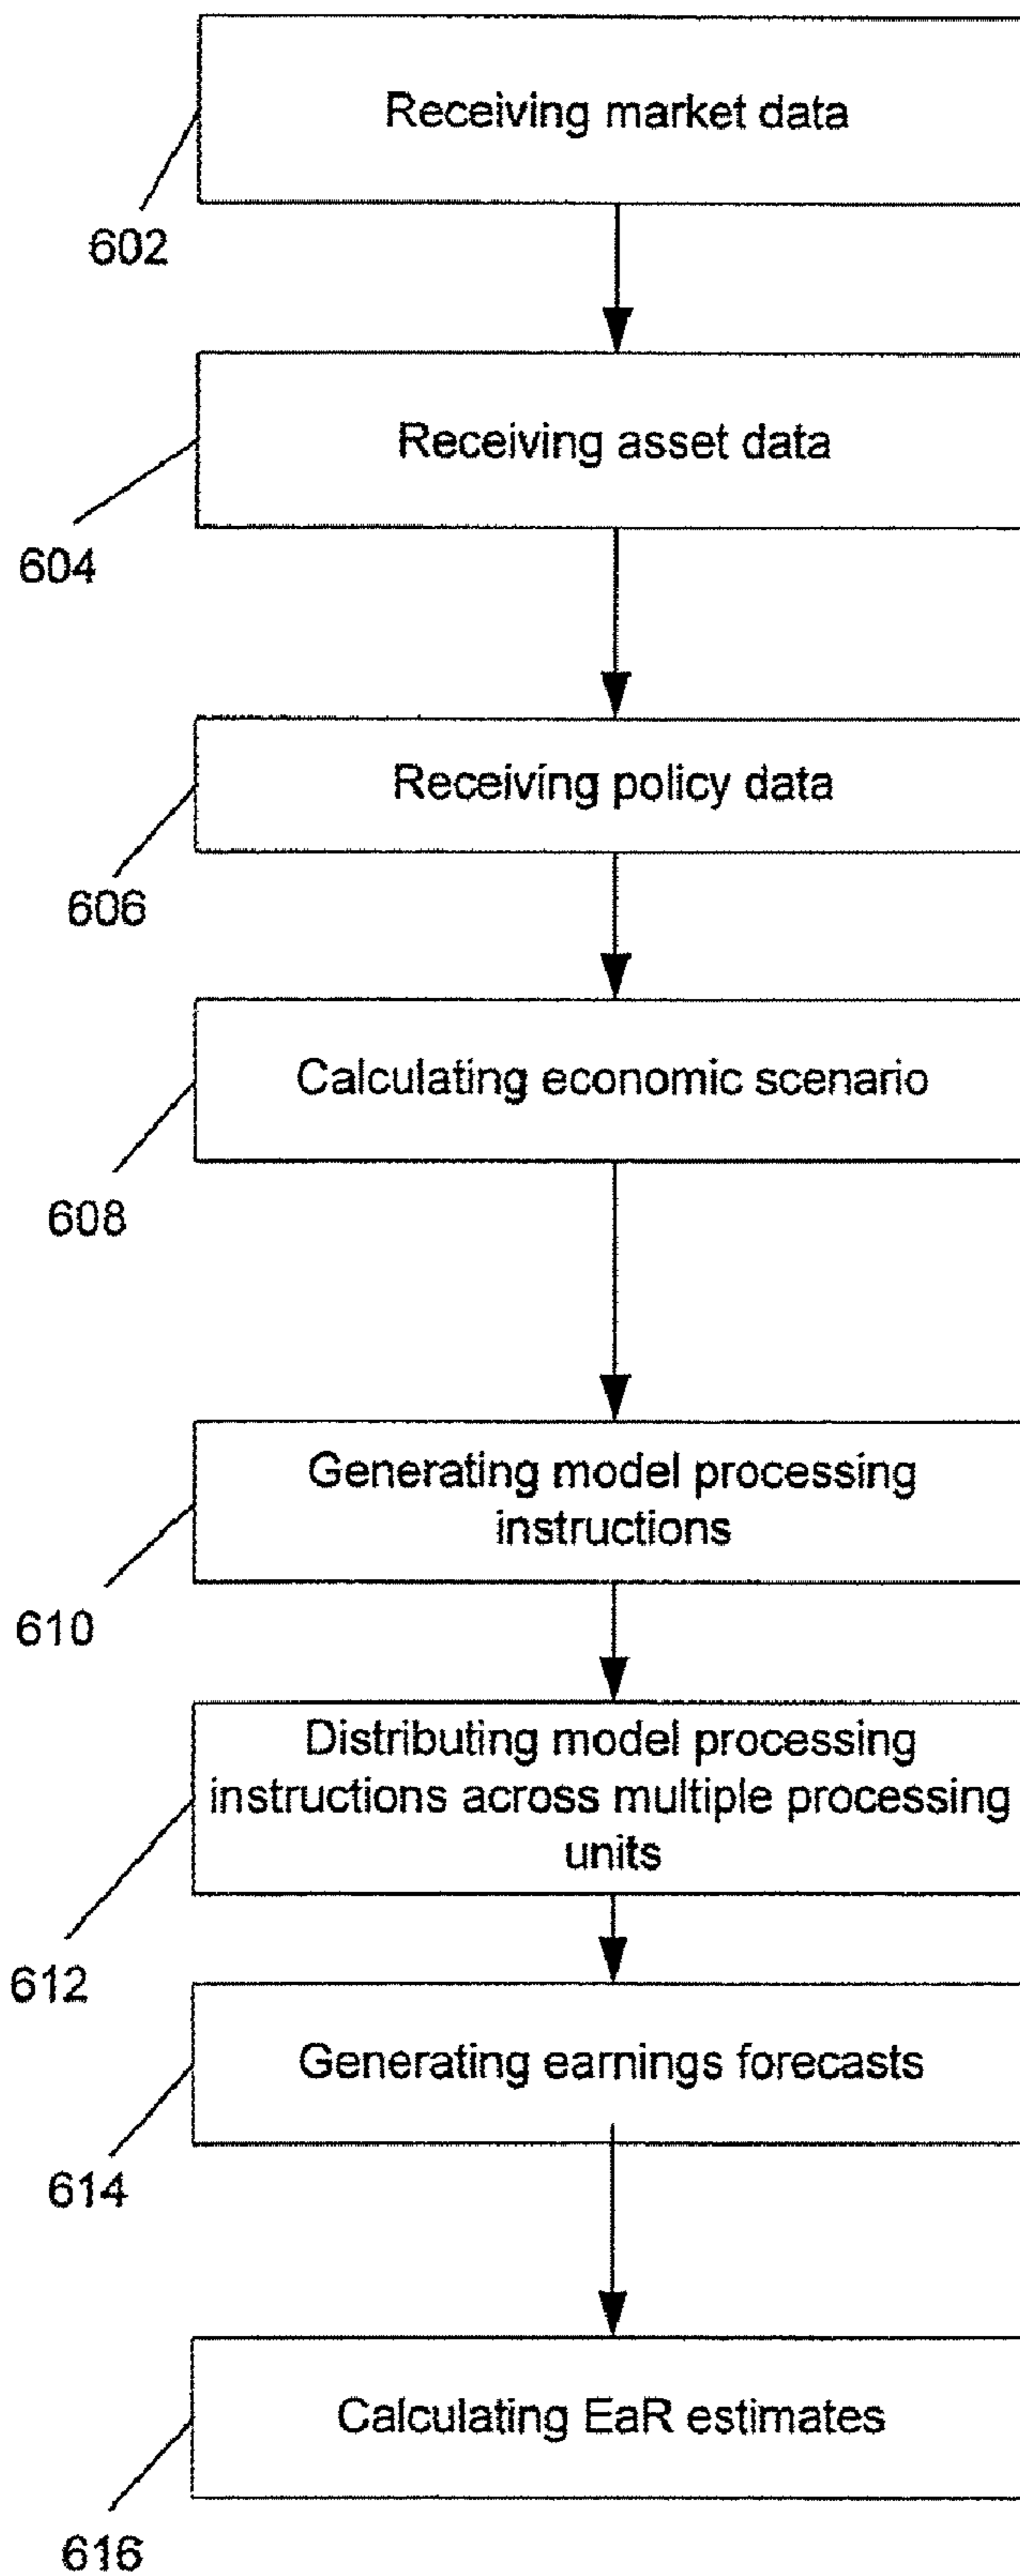 Receiving market data
602
Receiving asset data
604
Receiving policy data
606
Calculating economic scenario
608
Generating model processing
instructions
610
Distributing model processing
instructions across multiple processing
units
612
Generating earnings forecasts
614
Calculating EaR estimates
616